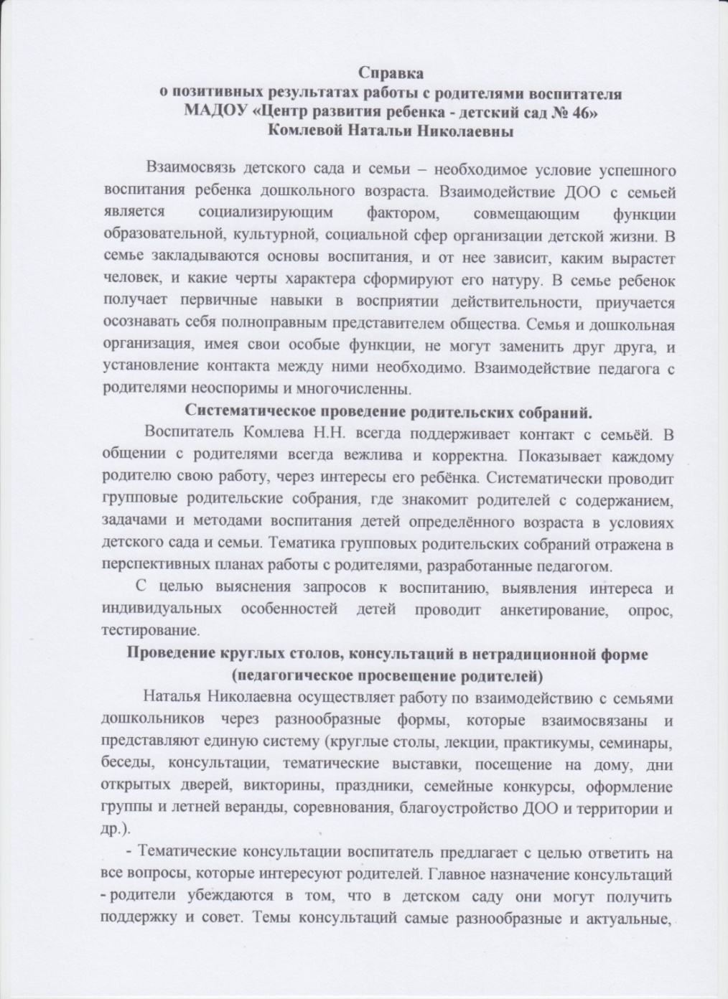 Справка
о позитивных результатах работы с родителями воспитателя
МАДОУ «Центр развития ребенка - детский сад № 46»
Комлевой Натальи Николаевны
Взаимосвязь детского сада и семьи – необходимое условие успешного
воспитания ребенка дошкольного возраста. Взаимодействие ДОО с семьей
является социализирующим фактором, совмещающим функции
образовательной, культурной, социальной сфер организации детской жизни. В
семье закладываются основы воспитания, и от нее зависит, каким вырастет
человек, и какие черты характера сформируют его натуру. В семье ребенок
получает первичные навыки в восприятии действительности, приучается
осознавать себя полноправным представителем общества. Семья и дошкольная
организация, имея свои особые функции, не могут заменить друг друга, и
установление контакта между ними необходимо. Взаимодействие педагога с
родителями неоспоримы и многочисленны.
Систематическое проведение родительских собраний.
Воспитатель Комлева Н.Н. всегда поддерживает контакт с семьёй. В
общении с родителями всегда вежлива и корректна. Показывает каждому
родителю свою работу, через интересы его ребёнка. Систематически проводит
групповые родительские собрания, где знакомит родителей с содержанием,
задачами и методами воспитания детей определённого возраста в условиях
детского сада и семьи. Тематика групповых родительских собраний отражена в
перспективных планах работы с родителями, разработанные педагогом.
С целью выяснения запросов к воспитанию, выявления интереса и
индивидуальных особенностей детей проводит анкетирование, опрос,
тестирование.
Проведение круглых столов, консультаций в нетрадиционной форме
(педагогическое просвещение родителей)
Наталья Николаевна осуществляет работу по взаимодействию с семьями
дошкольников через разнообразные формы, которые взаимосвязаны и
представляют единую систему (круглые столы, лекции, практикумы, семинары,
беседы, консультации, тематические выставки, посещение на дому, дни
открытых дверей, викторины, праздники, семейные конкурсы, оформление
группы и летней веранды, соревнования, благоустройство ДОО и территории и
др.).
- Тематические консультации воспитатель предлагает с целью ответить на
все вопросы, которые интересуют родителей. Главное назначение консультаций
- родители убеждаются в том, что в детском саду они могут получить
поддержку и совет. Темы консультаций самые разнообразные и актуальные,